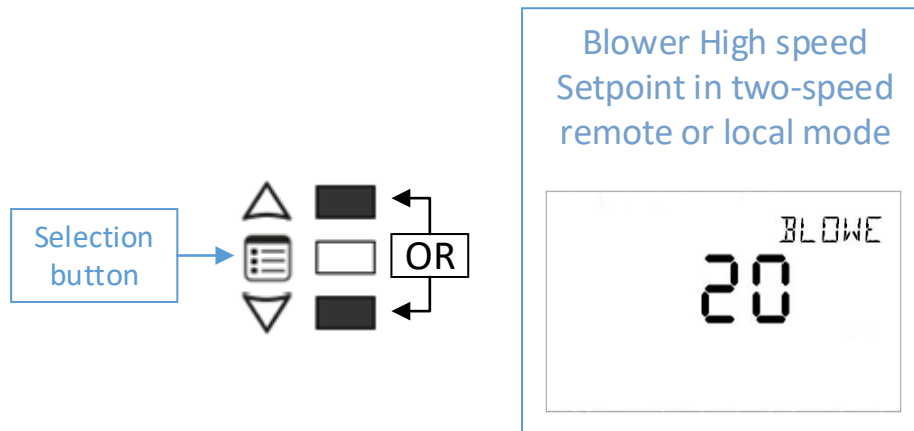 Blower High speed
Setpoint in two-speed
remote or local mode
Selection
button
OR
BLOWE
20